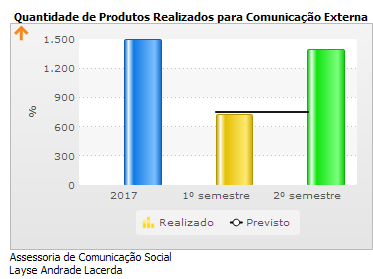 Quantidade de Produtos Realizados para Comunicação Externa
1.500
1.200
900
600
300
0
%
2017
1º semestre
2º semestre
Realizado
Previsto
Assessoria de Comunicação Social
Layse Andrade Lacerda